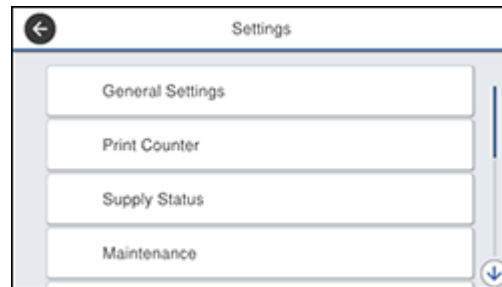 Settings
General Settings
Print Counter
Supply Status
Maintenance